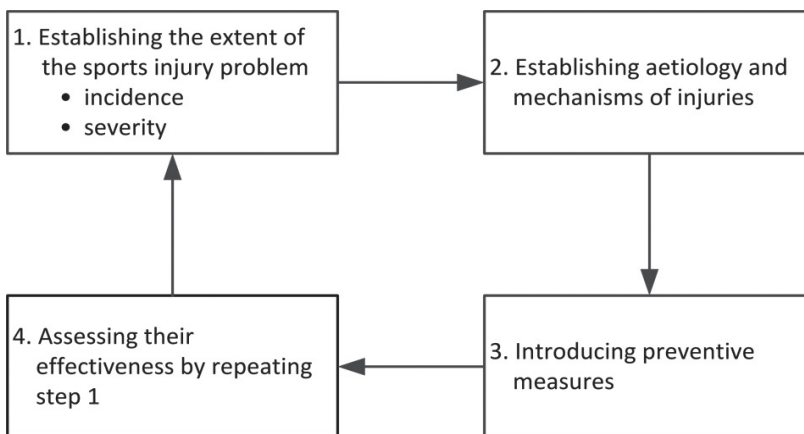 1. Establishing the extent of
the sports injury problem
• incidence
• severity
2. Establishing aetiology and
mechanisms of injuries
3. Introducing preventive
measures
4. Assessing their
effectiveness by repeating
step 1